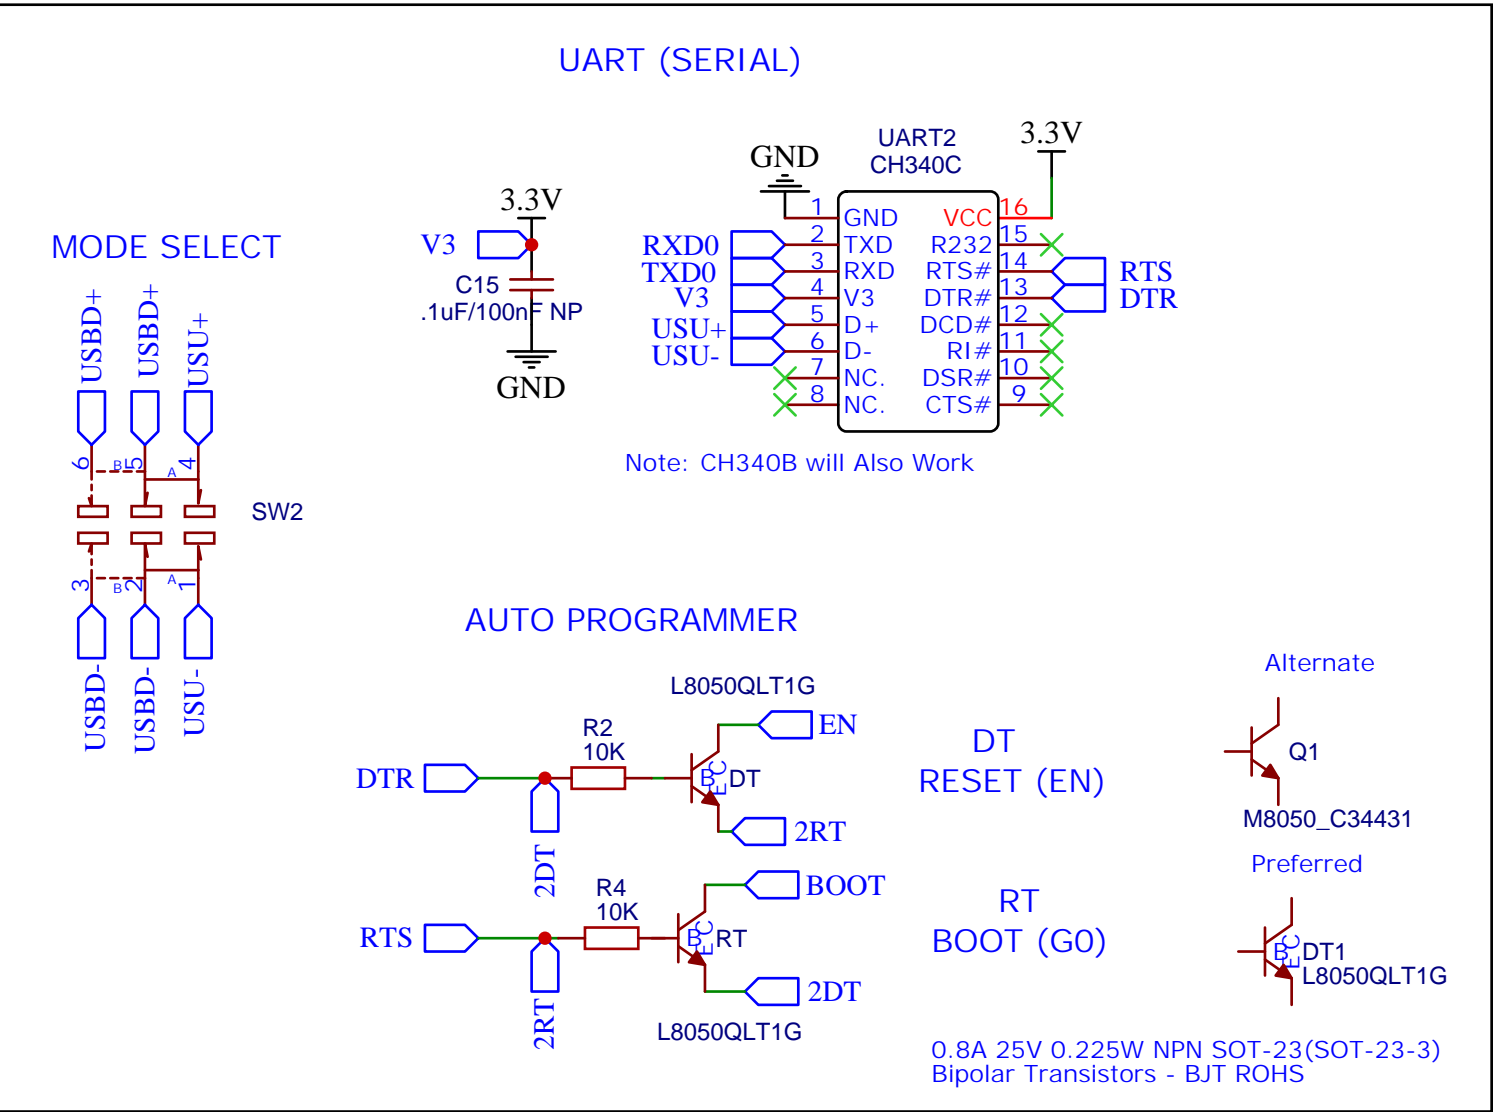 UART (SERIAL)
MODE SELECT
USBD+
USBD+
USU+
6
5
4
B
A
SW2
B
A
3
2
1
USBD-
USBD-
USU-
3.3V
V3
C15
.1uF/100nF NP
GND
UART2
CH340C
GND
3.3V
RXD0
TXD0
V3
USU+
USU-
1
2
3
4
5
6
7
8
GND
TXD
RXD
V3
D+
D-
NC.
NC.
VCC
R232
RTS#
DTR#
DCD#
RI#
DSR#
CTS#
16
15
14
13
12
11
10
9
RTS
DTR
Note: CH340B will Also Work
AUTO PROGRAMMER
L8050QLT1G
DTR
R2
10K
2DT
B
C
E
DT
EN
2RT
RTS
R4
10K
2RT
B
C
E
RT
BOOT
2DT
L8050QLT1G
DT
RESET (EN)
RT
BOOT (G0)
Alternate
Q1
M8050_C34431
Preferred
B
C
E
DT1
L8050QLT1G
0.8A 25V 0.225W NPN SOT-23(SOT-23-3)
Bipolar Transistors - BJT ROHS